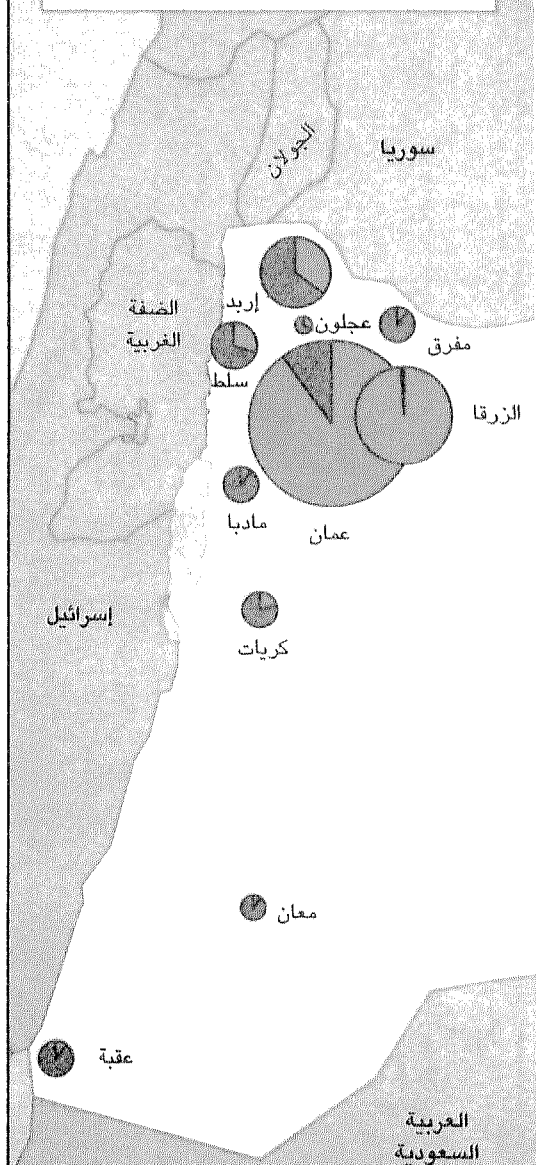 الجولان
سوريا
الضفة
الغربية
إربد
عجلون
مفرق
سلط
الزرقا
مادبا
عمان
إسرائيل
كريات
معان
عقبة
العربية
السعودية